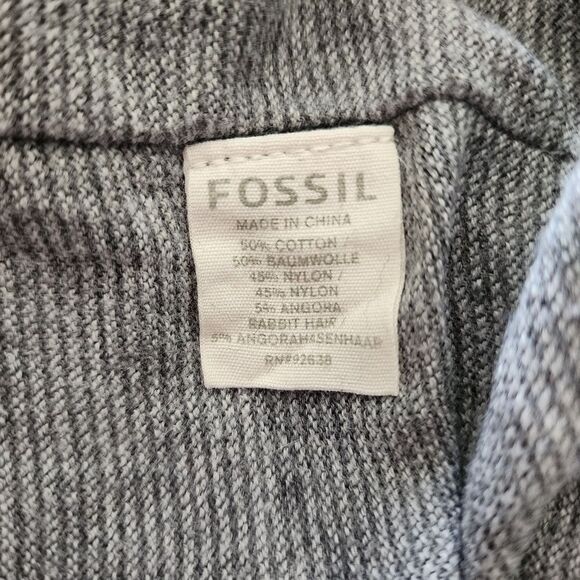 FOSSIL
MADE IN CHINA
50% COTTON /
50% BAUMWOLLE
45% NYLON /
45% NYLON
5% ANGORA
RABBIT HAIR /
5% ANGORAHASENHAAR
RN#92638